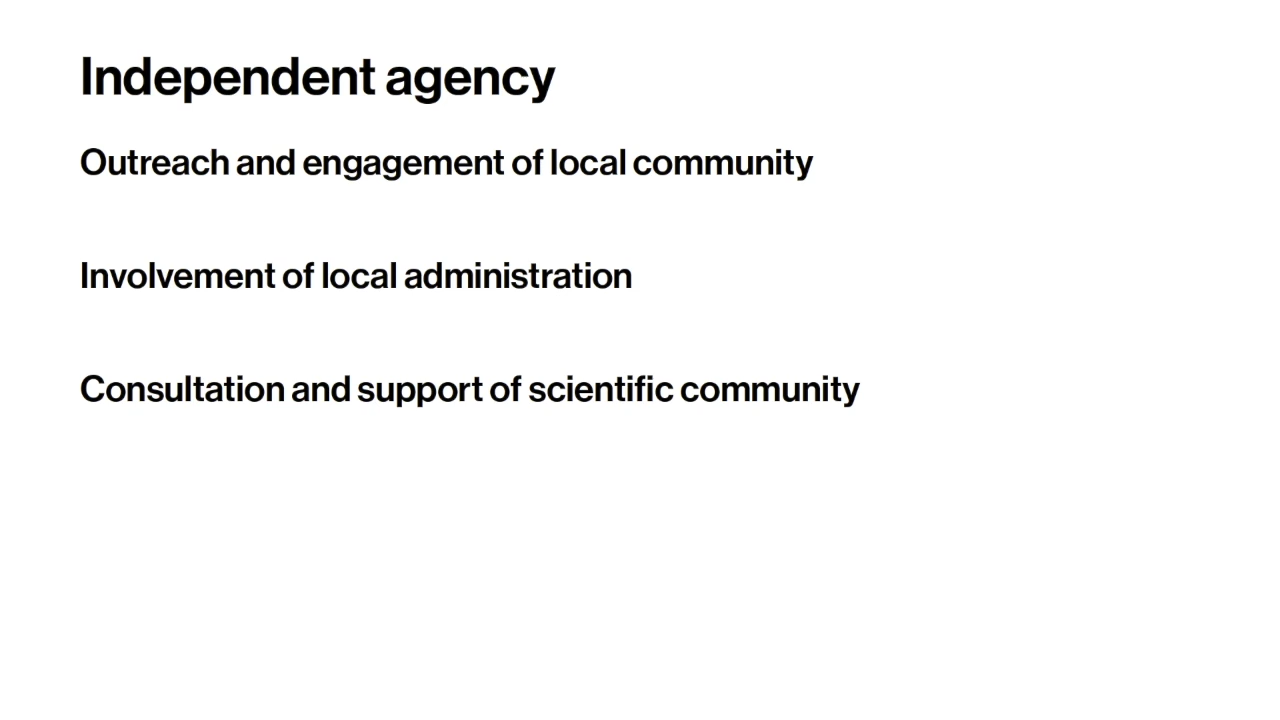 Independent agency
Outreach and engagement of local community
Involvement of local administration
Consultation and support of scientific community